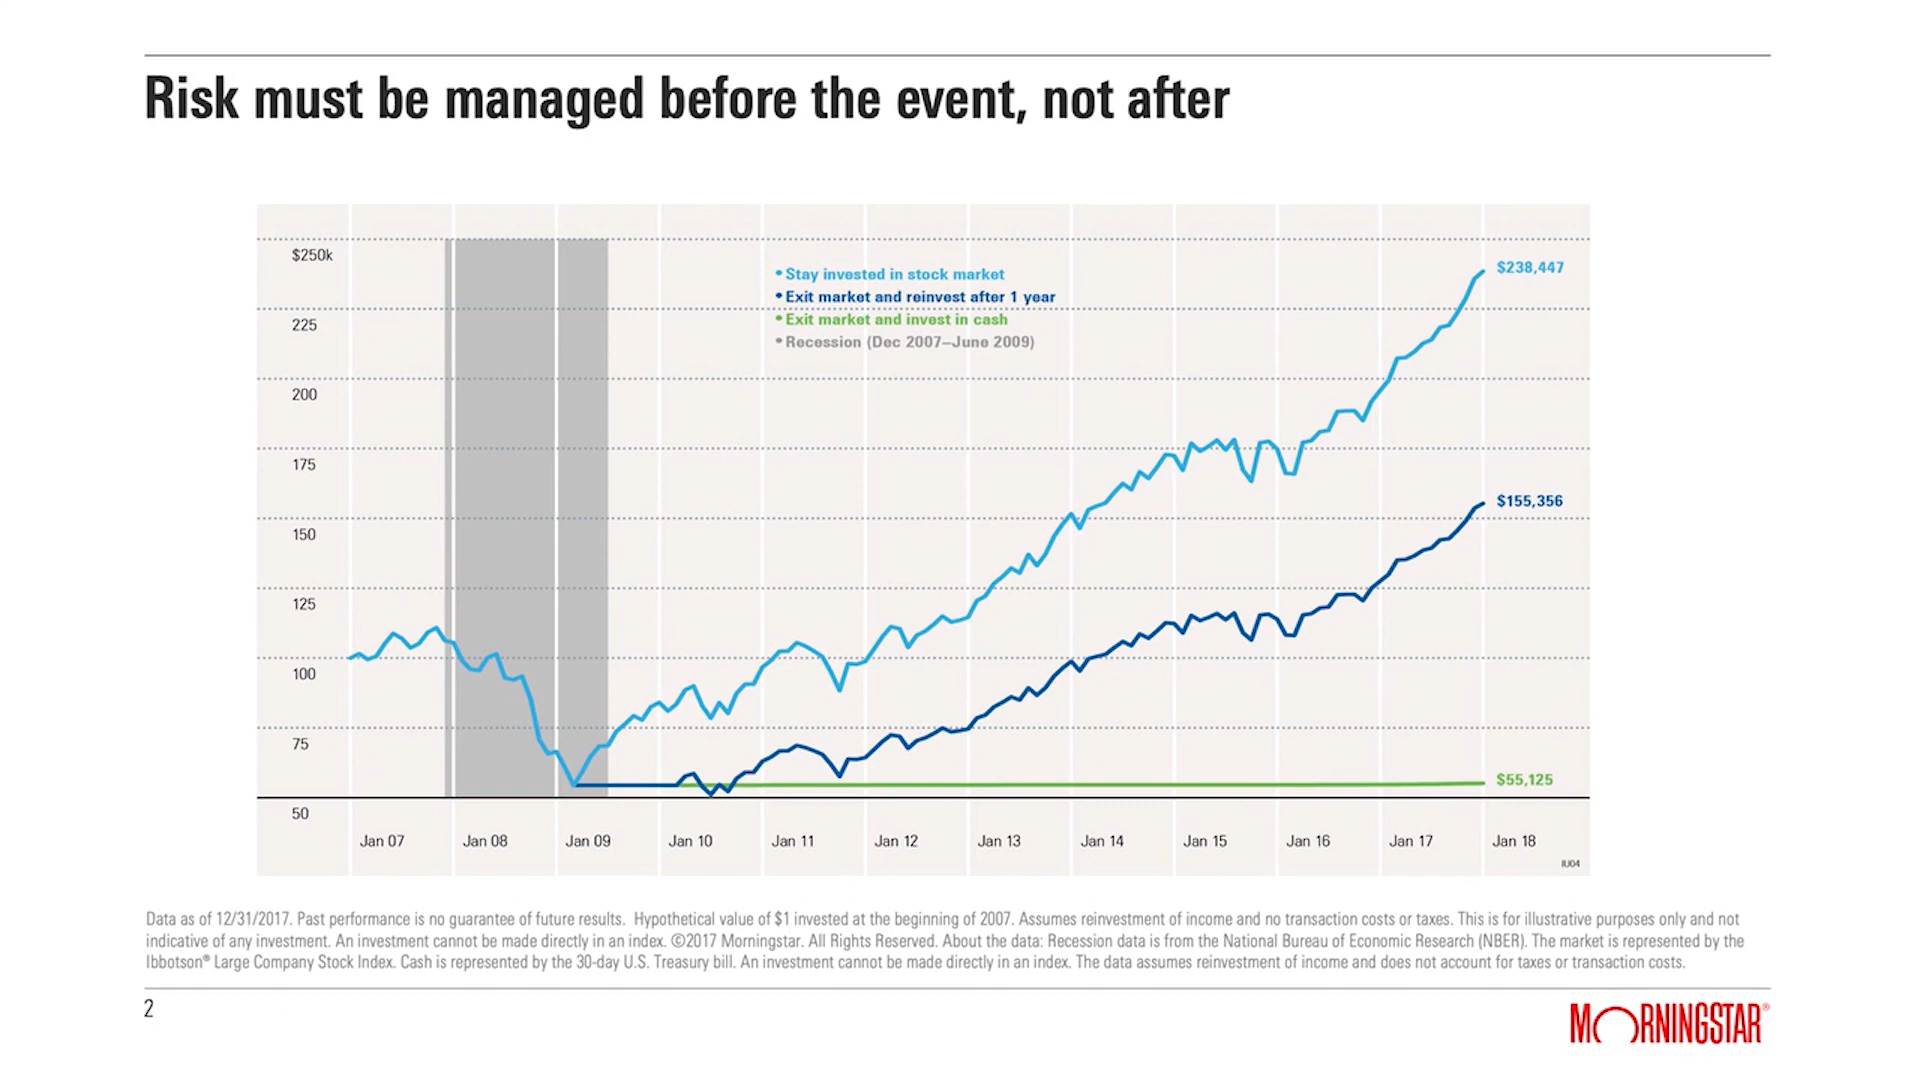 Risk must be managed before the event, not after
$250k
225
200
175
150
125
100
75
50
• Stay invested in stock market
• Exit market and reinvest after 1 year
• Exit market and invest in cash
• Recession (Dec 2007–June 2009)
$238,447
$155,356
$55,125
Jan 07 Jan 08 Jan 09 Jan 10 Jan 11 Jan 12 Jan 13 Jan 14 Jan 15 Jan 16 Jan 17 Jan 18
IU04
Data as of 12/31/2017. Past performance is no guarantee of future results. Hypothetical value of $1 invested at the beginning of 2007. Assumes reinvestment of income and no transaction costs or taxes. This is for illustrative purposes only and not
indicative of any investment. An investment cannot be made directly in an index. ©2017 Morningstar. All Rights Reserved. About the data: Recession data is from the National Bureau of Economic Research (NBER). The market is represented by the
Ibbotson® Large Company Stock Index. Cash is represented by the 30-day U.S. Treasury bill. An investment cannot be made directly in an index. The data assumes reinvestment of income and does not account for taxes or transaction costs.
2
MORNINGSTAR®